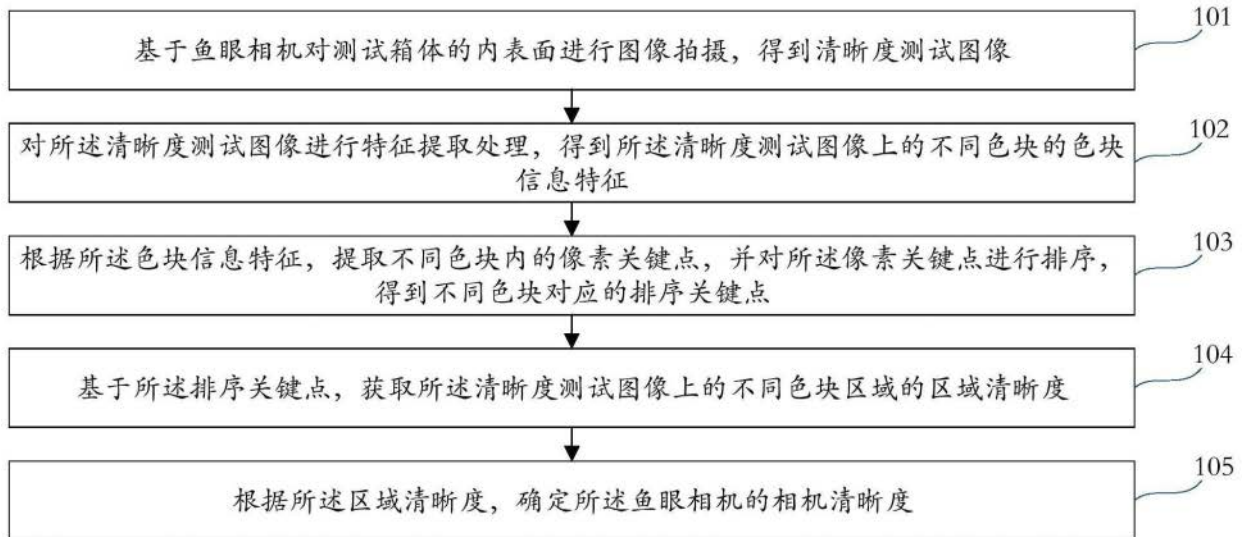 101
基于鱼眼相机对测试箱体的内表面进行图像拍摄，得到清晰度测试图像
102
对所述清晰度测试图像进行特征提取处理，得到所述清晰度测试图像上的不同色块的色块
信息特征
103
根据所述色块信息特征，提取不同色块内的像素关键点，并对所述像素关键点进行排序，
得到不同色块对应的排序关键点
104
基于所述排序关键点，获取所述清晰度测试图像上的不同色块区域的区域清晰度
105
根据所述区域清晰度，确定所述鱼眼相机的相机清晰度